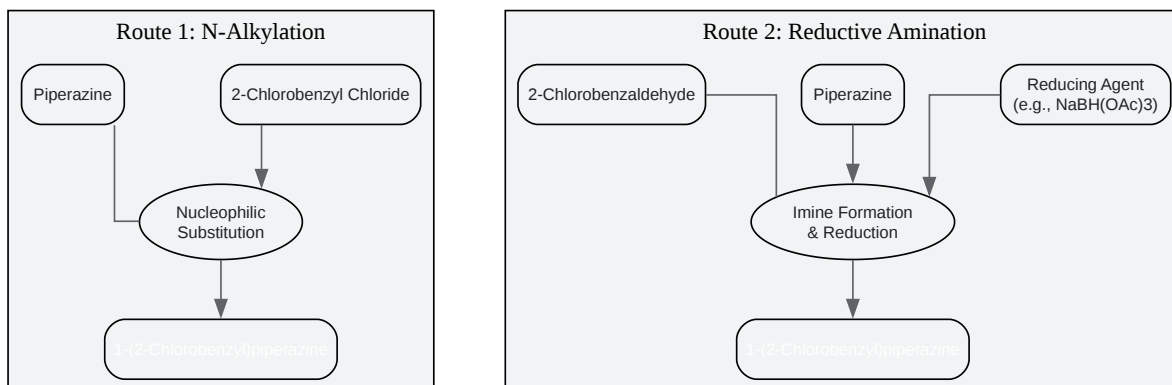 Route 1: N-Alkylation
Piperazine
2-Chlorobenzyl Chloride
Nucleophilic
Substitution
1-(2-Chlorobenzyl)piperazine
Route 2: Reductive Amination
2-Chlorobenzaldehyde
Piperazine
Reducing Agent
(e.g., NaBH(OAc)3)
Imine Formation
& Reduction
1-(2-Chlorobenzyl)piperazine